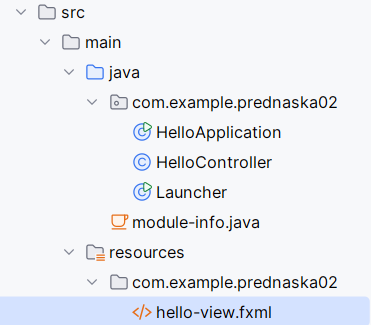 src
main
java
com.example.prednaska02
HelloApplication
HelloController
Launcher
module-info.java
resources
com.example.prednaska02
hello-view.fxml